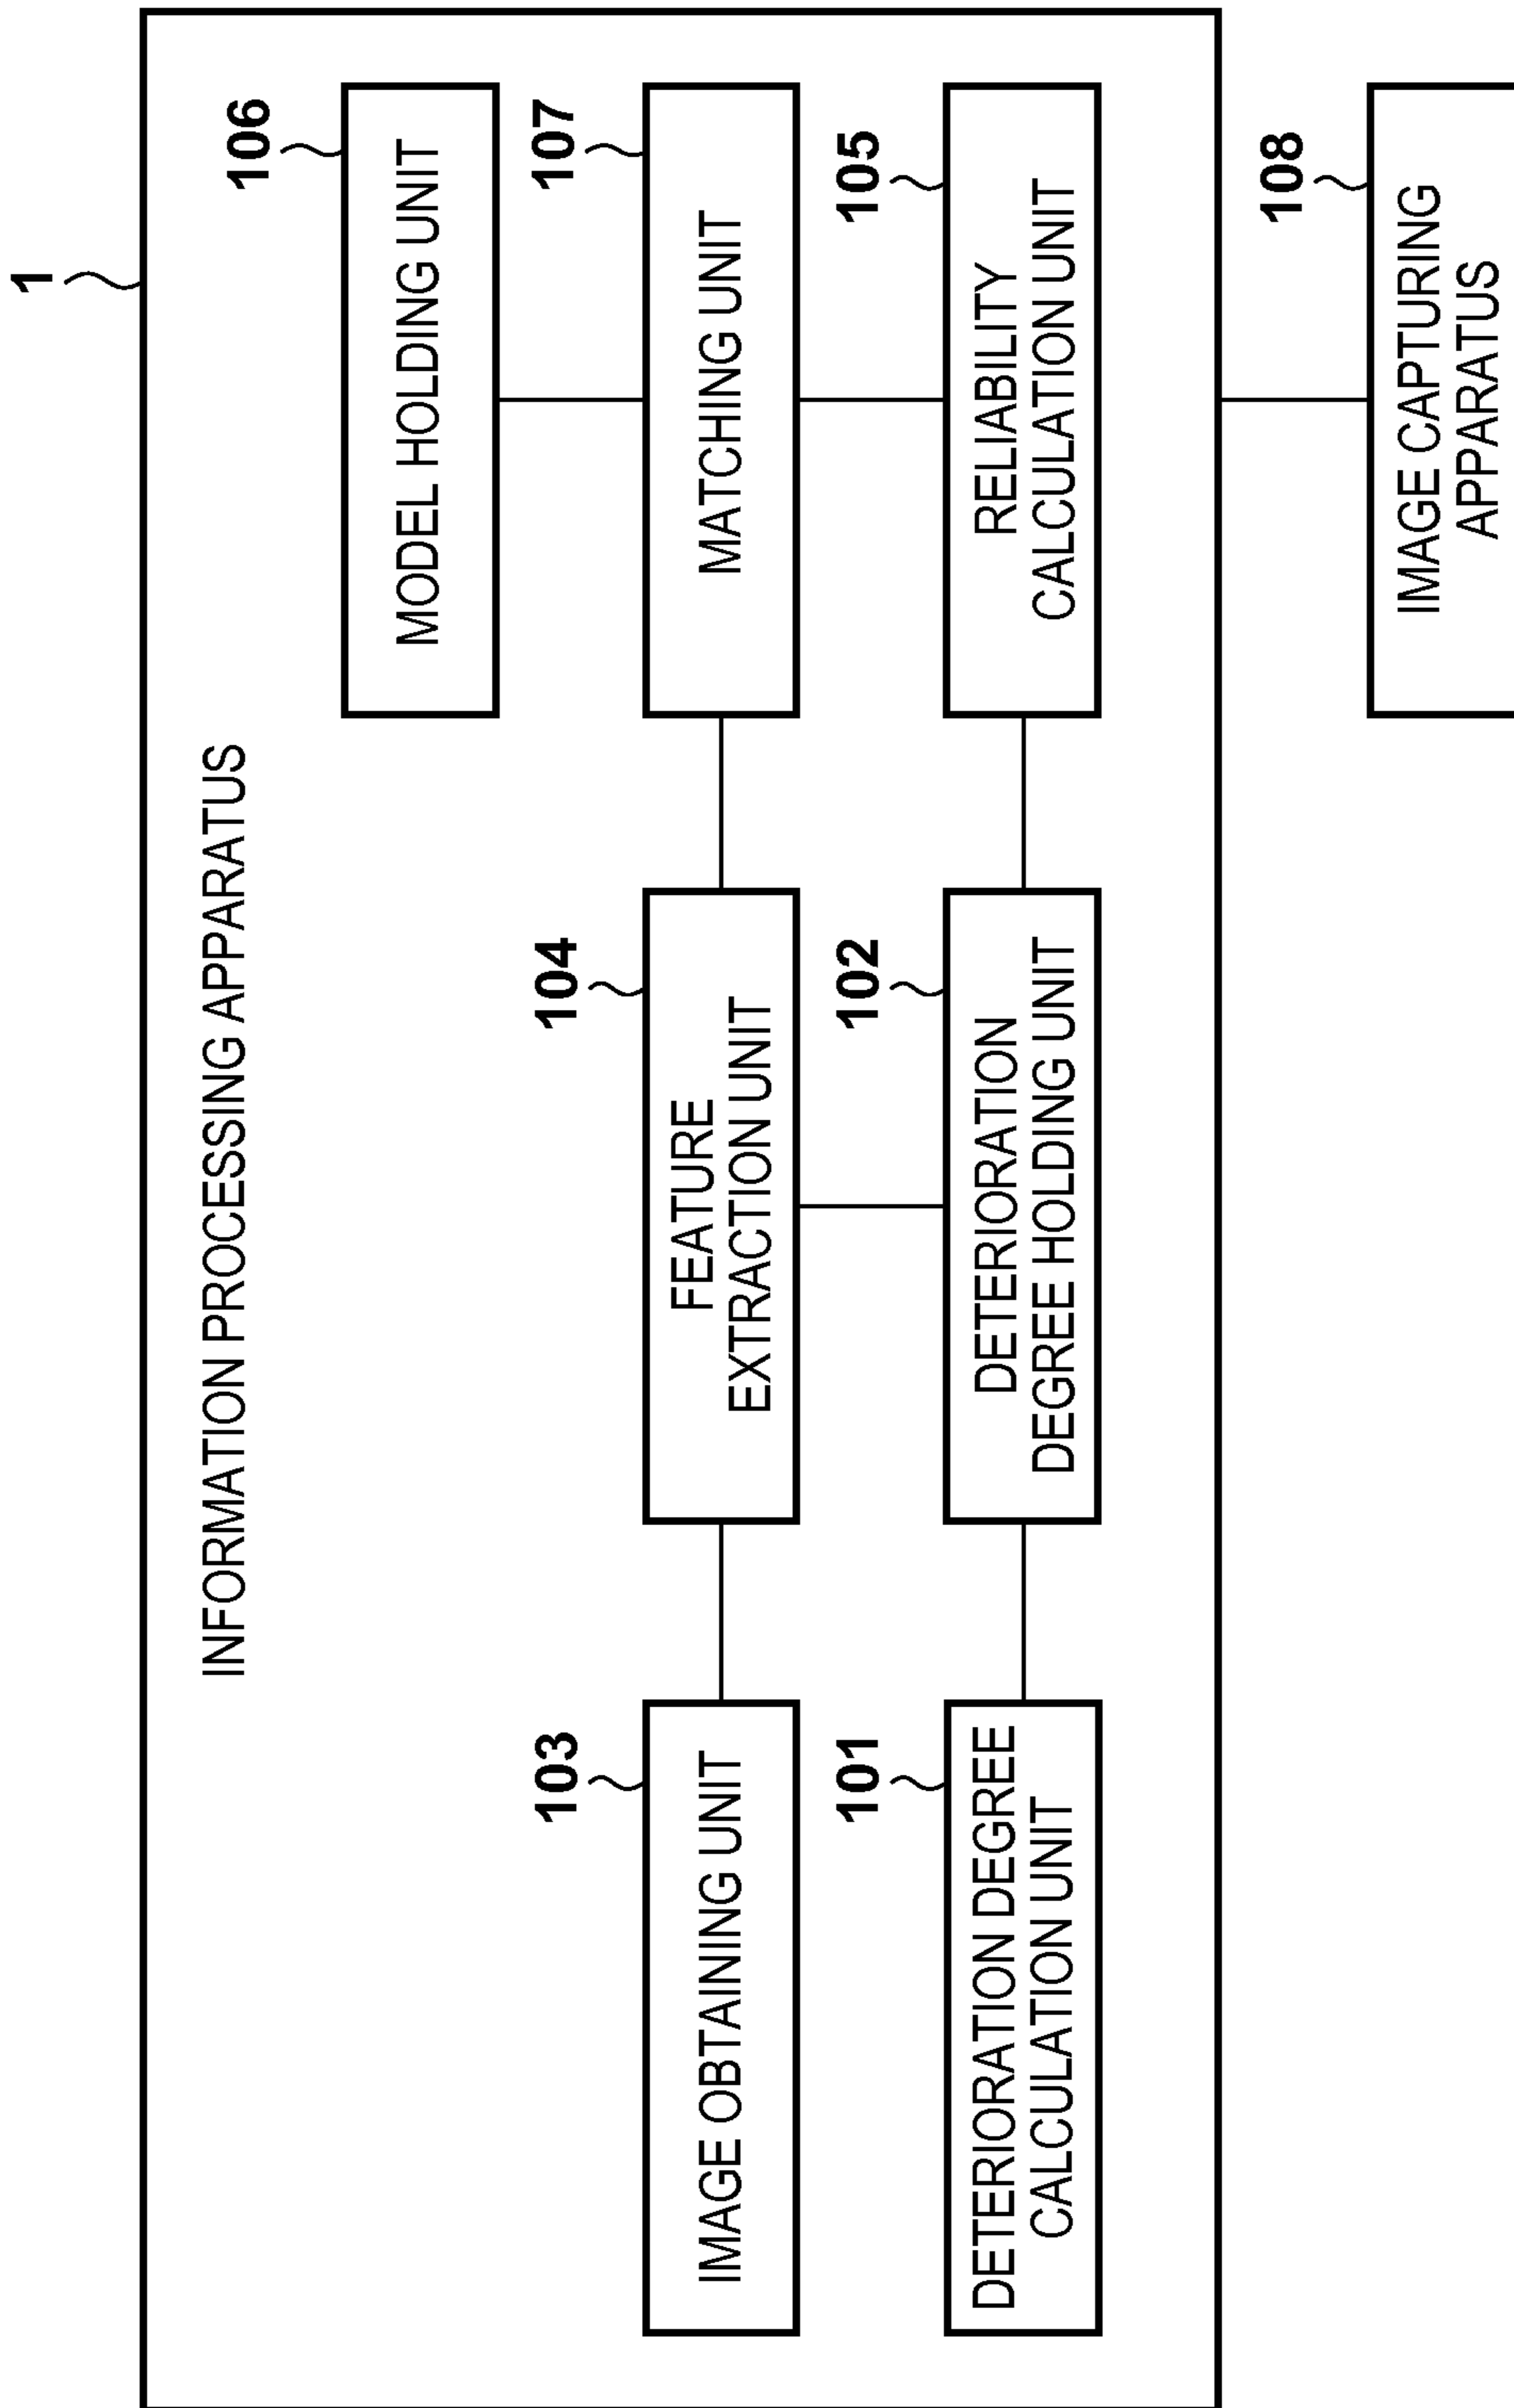 1
INFORMATION PROCESSING APPARATUS
106
MODEL HOLDING UNIT
103
IMAGE OBTAINING UNIT
104
FEATURE
EXTRACTION UNIT
107
MATCHING UNIT
101
DETERIORATION DEGREE
CALCULATION UNIT
102
DETERIORATION
DEGREE HOLDING UNIT
105
RELIABILITY
CALCULATION UNIT
108
IMAGE CAPTURING
APPARATUS